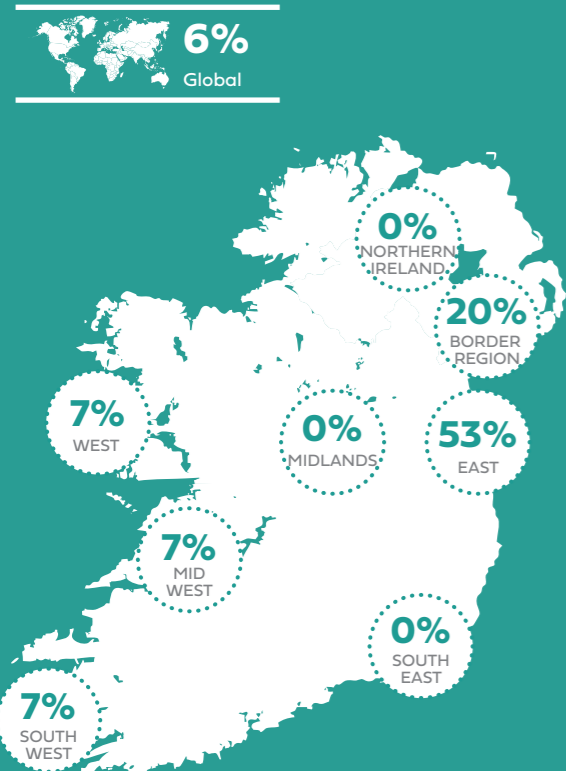 6%
Global
0%
NORTHERN
IRELAND
20%
BORDER
REGION
7%
WEST
0%
MIDLANDS
53%
EAST
7%
MID
WEST
0%
SOUTH
EAST
7%
SOUTH
WEST